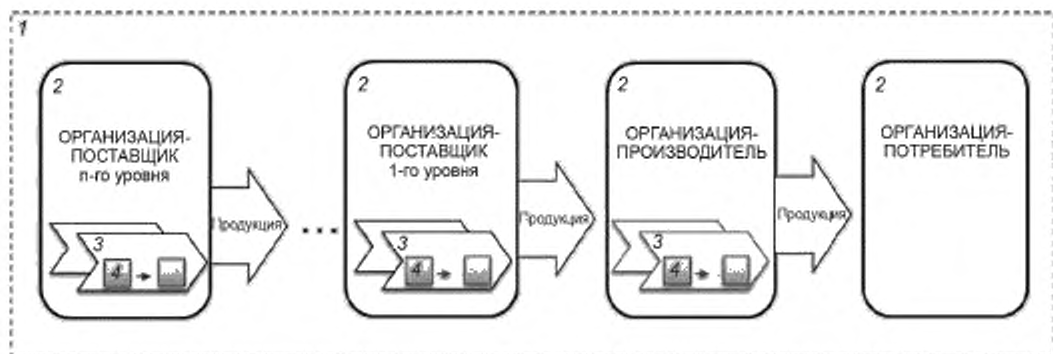 1
2
ОРГАНИЗАЦИЯ-
ПОСТАВЩИК
n-го уровня
3
4
Продукция
...
2
ОРГАНИЗАЦИЯ-
ПОСТАВЩИК
1-го уровня
3
4
Продукция
2
ОРГАНИЗАЦИЯ-
ПРОИЗВОДИТЕЛЬ
3
4
Продукция
2
ОРГАНИЗАЦИЯ-
ПОТРЕБИТЕЛЬ